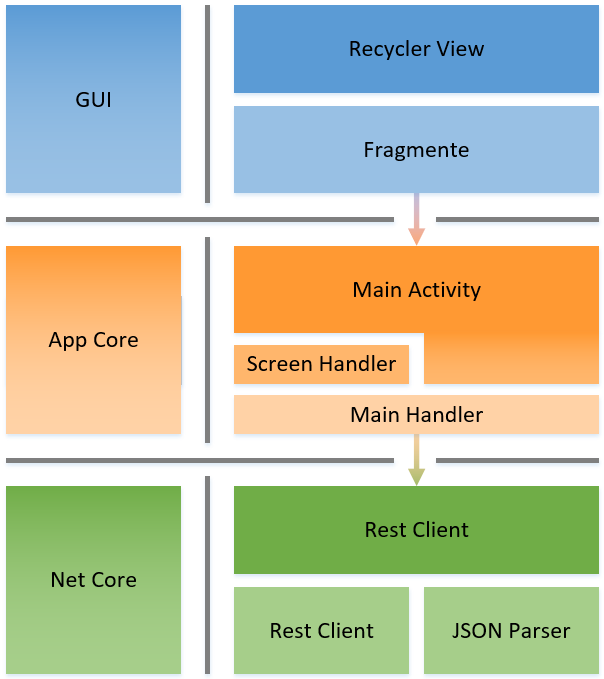 GUI
Recycler View
Fragmente
App Core
Main Activity
Screen Handler
Main Handler
Net Core
Rest Client
Rest Client
JSON Parser